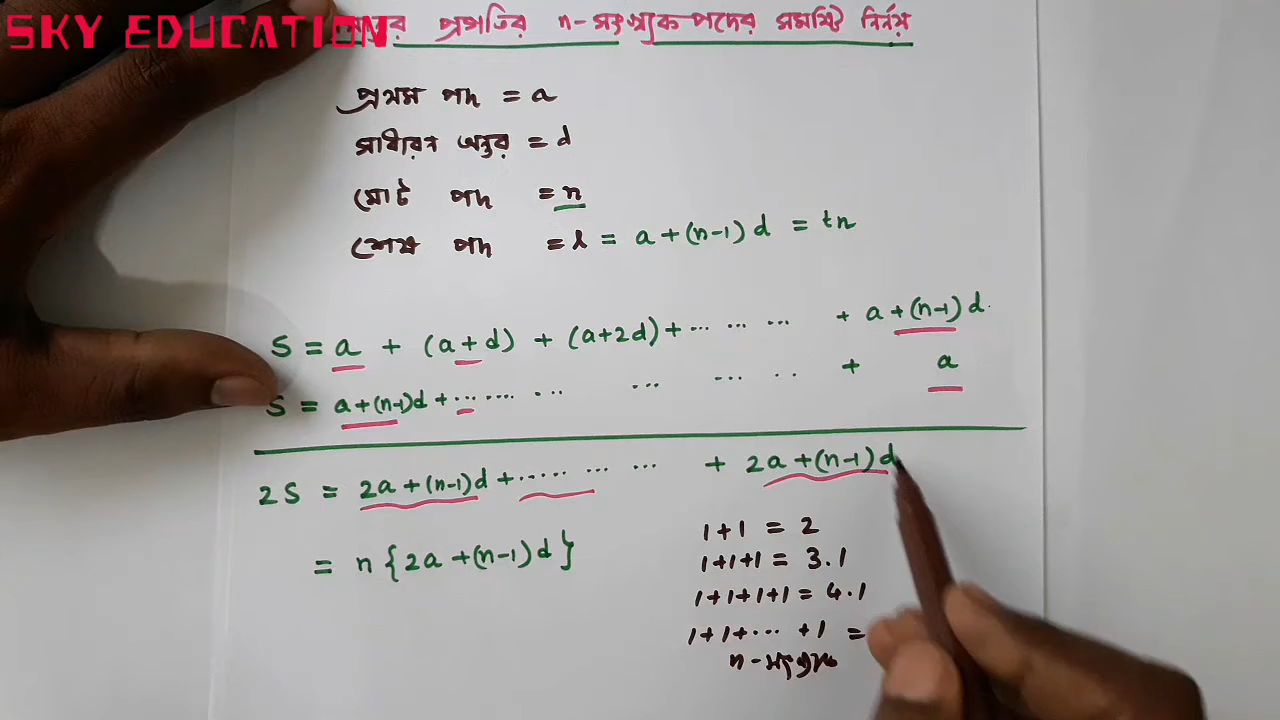 SKY EDUCATION
প্রগতির n-সংখ্যক পদের সমষ্টি নির্নয়
প্রথম পদ = a
সাধারণ অন্তর = d
মোট পদ = n
শেষ পদ = l = a + (n-1) d = tn
S = a + (a + d) + (a+2d) + ... ... ... + a + (n-1) d.
S = a + (n-1)d + ... ... ... ... ... .. + a
2S = 2a + (n-1) d + ...... ... ... + 2a + (n-1) d
= n {2a + (n-1) d}
1+1 = 2
1+1+1 = 3.1
1+1+1+1 = 4.1
1+1+... +1 =
n-সংখ্যক